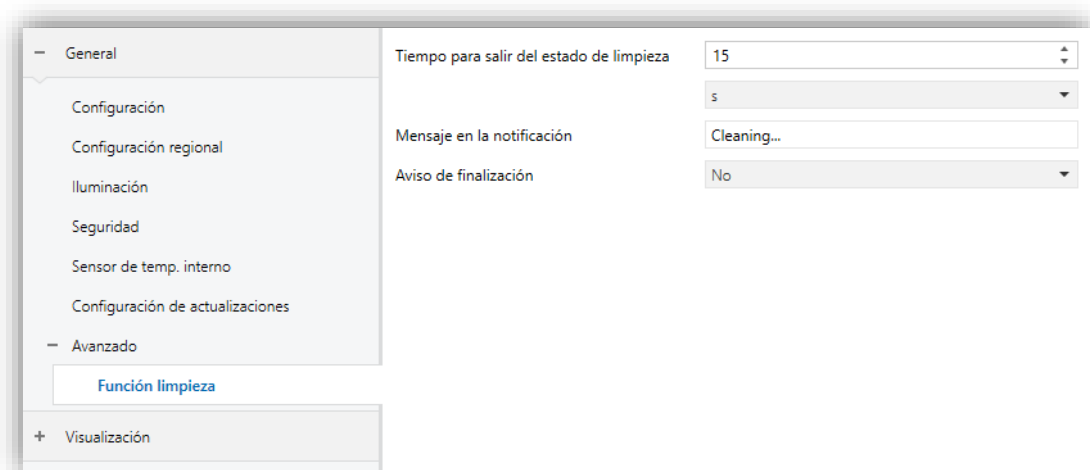 General
Configuración
Configuración regional
Iluminación
Seguridad
Sensor de temp. interno
Configuración de actualizaciones
Avanzado
Función limpieza
Visualización
Tiempo para salir del estado de limpieza
15
s
Mensaje en la notificación
Cleaning...
Aviso de finalización
No